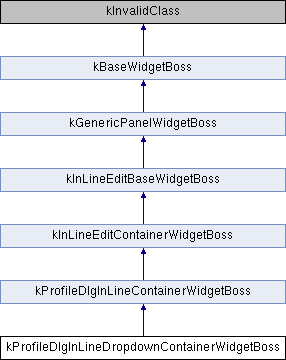 kInvalidClass
kBaseWidgetBoss
kGenericPanelWidgetBoss
kInLineEditBaseWidgetBoss
kInLineEditContainerWidgetBoss
kProfileDlgInLineContainerWidgetBoss
kProfileDlgInLineDropdownContainerWidgetBoss